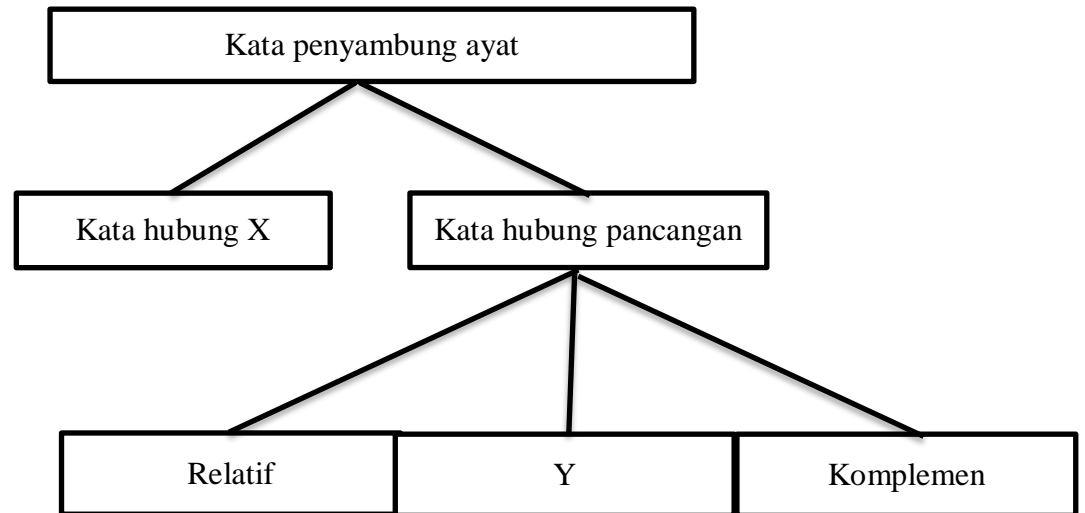 Kata penyambung ayat
Kata hubung X
Kata hubung pancangan
Relatif
Y
Komplemen